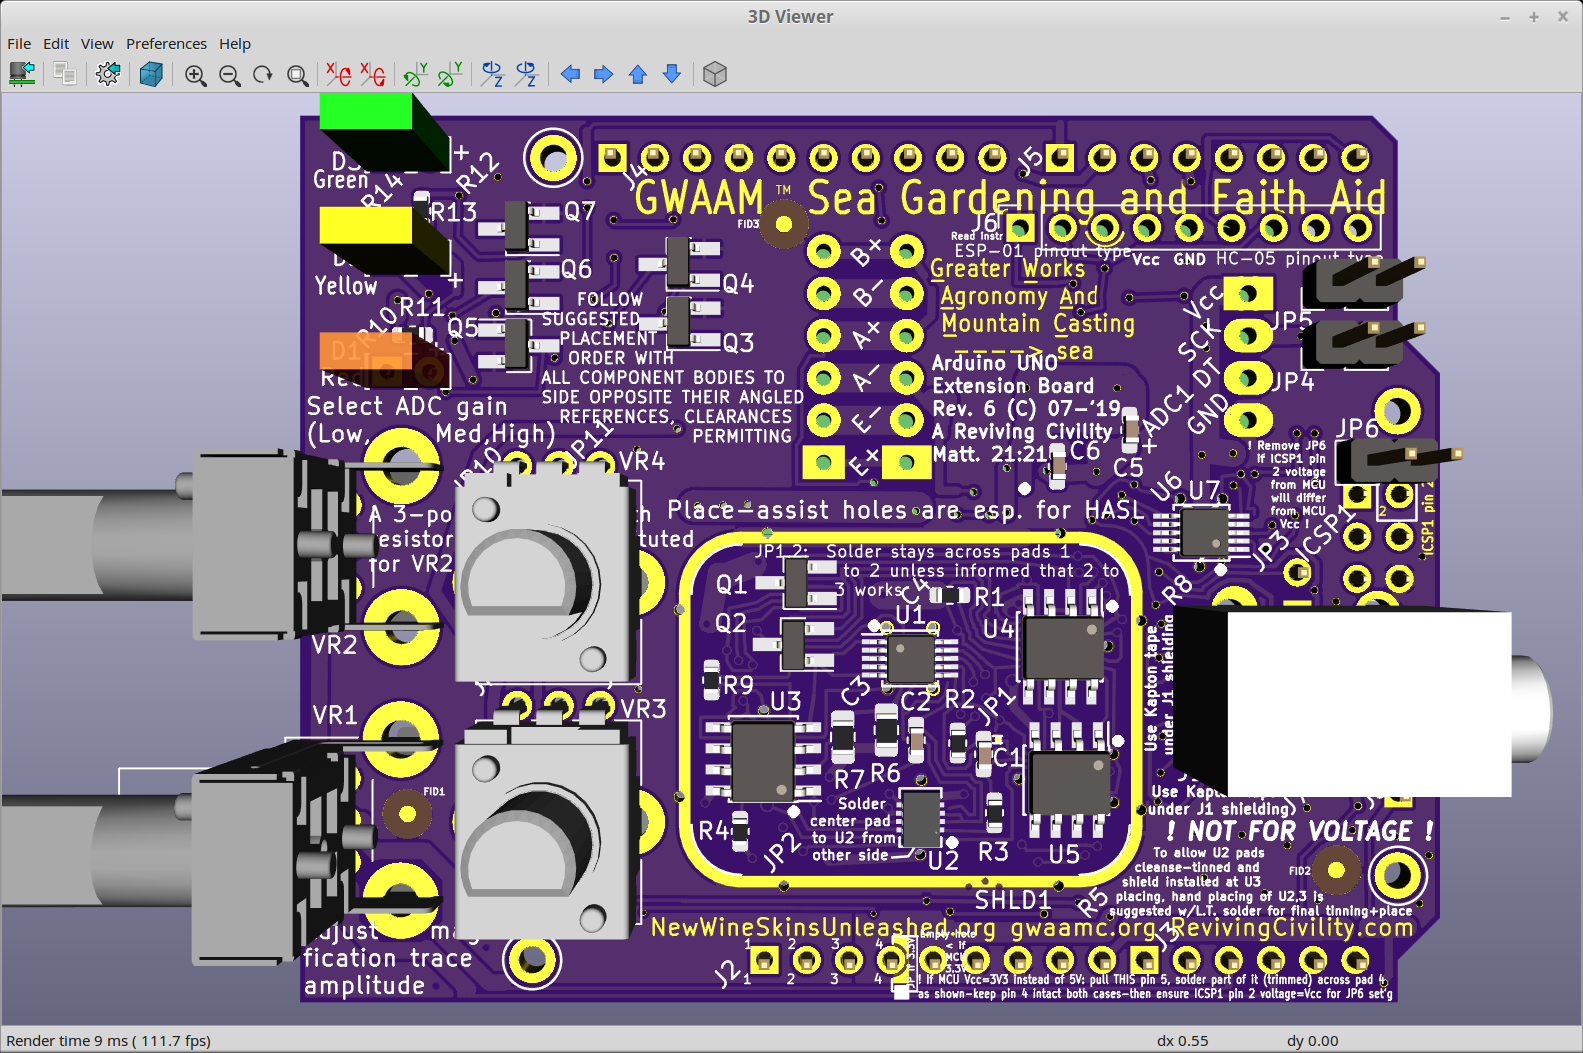 3D Viewer
File Edit View Preferences Help
Green
R14
R12
R13
Q7
Yellow
Q6
R11
R10
Q5
D1
Red
Q4
Q3
FOLLOW
SUGGESTED
PLACEMENT
ORDER WITH
ALL COMPONENT BODIES TO
SIDE OPPOSITE THEIR ANGLED
REFERENCES, CLEARANCES
PERMITTING
J4
J5
GWAAM ™ Sea Gardening and Faith Aid
FID3
J6
Read Instr
ESP-01 pinout type
Vcc GND HC-05 pinout type
Greater Works
Agronomy And
Mountain Casting
----> sea
Arduino UNO
Extension Board
Rev. 6 (C) 07-'19
A Reviving Civility
Matt. 21:21
B+
B-
A+
A-
E-
E+
Vcc
SCK
DT
GND
ADC1
JP5
JP4
JP6
C6
C5
! Remove JP6
if ICSP1 pin
2 voltage
from MCU
will differ
from MCU
Vcc !
2
ICSP1 pin 2
ICSP1
U6
U7
JP3
R8
Select ADC gain
(Low, Med,High)
JP10
JP11
VR4
A 3-po
resistor
for VR2
VR2
VR1
VR3
FID1
Place-assist holes are esp. for HASL
JP1,2: Solder stays across pads 1
to 2 unless informed that 2 to
3 works
Q1
Q2
C4
R1
U1
U4
R9
C3
C2
R2
JP1
U3
R7
R6
C1
R4
JP2
Solder
center pad
to U2 from
other side
U2
R3
U5
SHLD1
R5
Use Kapton tape
under J1 shielding
Use Kapt
under J1 shielding)
! NOT FOR VOLTAGE !
To allow U2 pads
cleanse-tinned and
shield installed at U3
placing, hand placing of U2,3 is
suggested w/L.T. solder for final tinning+place
FID2
NewWineSkinsUnleashed.org gwaamc.org RevivingCivility.com
fication trace
amplitude
J2
1 2 3 4
1 2 3 4
J3
Empty hole
< if
MCU
3.3V
! If MCU Vcc=3V3 instead of 5V: pull THIS pin 5, solder part of it (trimmed) across pad 4
as shown-keep pin 4 intact both cases-then ensure ICSP1 pin 2 voltage=Vcc for JP6 set'g
Render time 9 ms ( 111.7 fps)
dx 0.55
dy 0.00